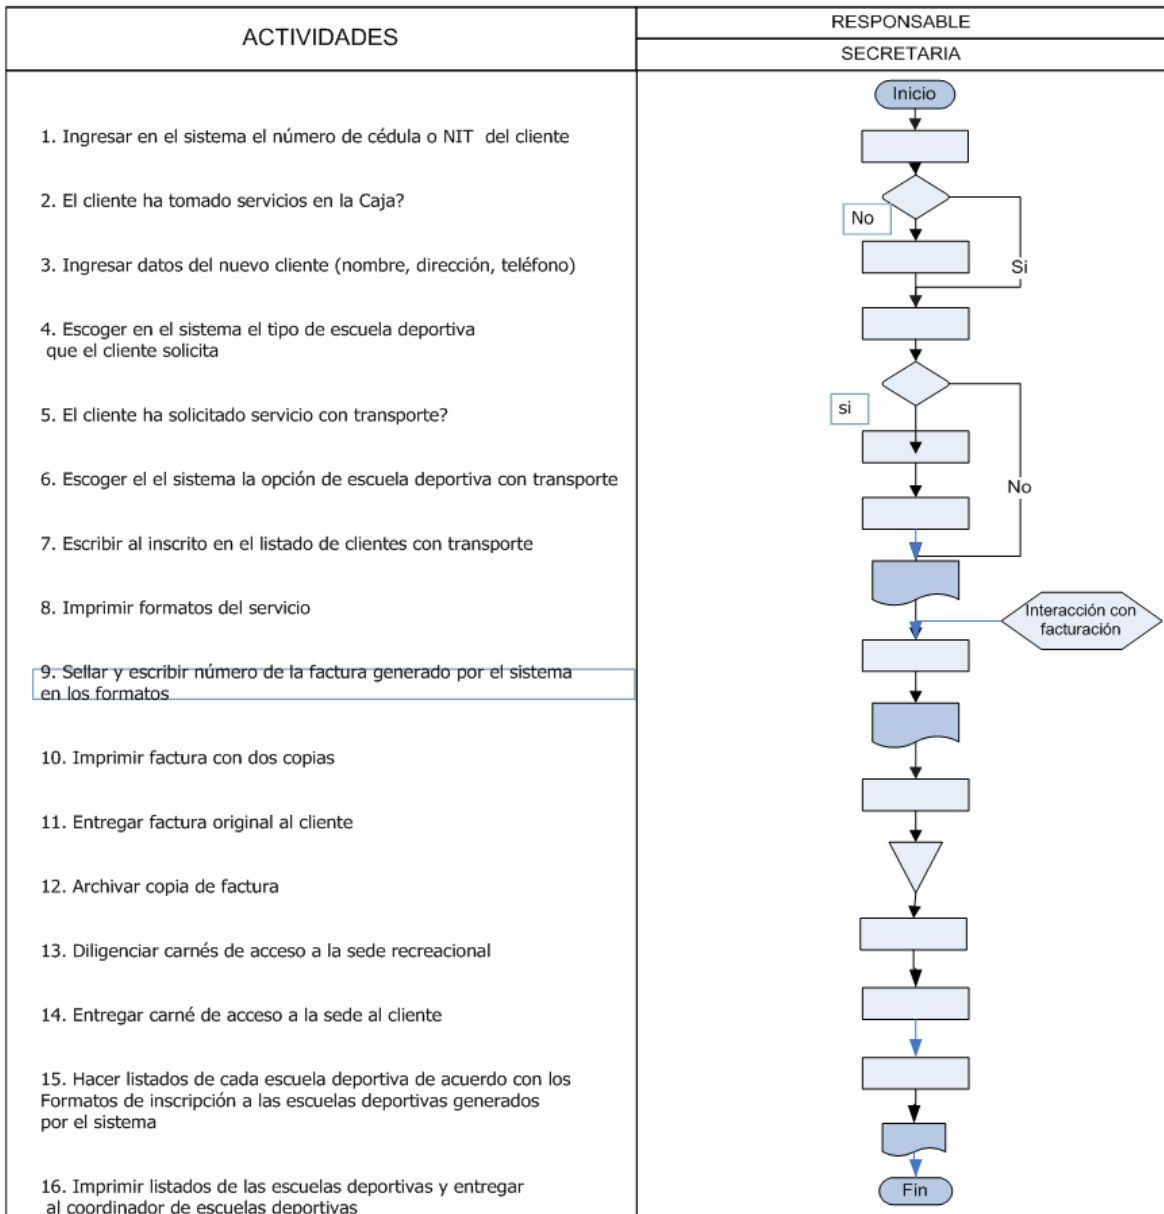 ACTIVIDADES
RESPONSABLE
SECRETARIA
1. Ingresar en el sistema el número de cédula o NIT del cliente
2. El cliente ha tomado servicios en la Caja?
3. Ingresar datos del nuevo cliente (nombre, dirección, teléfono)
4. Escoger en el sistema el tipo de escuela deportiva
que el cliente solicita
5. El cliente ha solicitado servicio con transporte?
6. Escoger el el sistema la opción de escuela deportiva con transporte
7. Escribir al inscrito en el listado de clientes con transporte
8. Imprimir formatos del servicio
9. Sellar y escribir número de la factura generado por el sistema
en los formatos
10. Imprimir factura con dos copias
11. Entregar factura original al cliente
12. Archivar copia de factura
13. Diligenciar carnés de acceso a la sede recreacional
14. Entregar carné de acceso a la sede al cliente
15. Hacer listados de cada escuela deportiva de acuerdo con los
Formatos de inscripción a las escuelas deportivas generados
por el sistema
16. Imprimir listados de las escuelas deportivas y entregar
al coordinador de escuelas deportivas
Inicio
No
Si
si
No
Interacción con
facturación
Fin